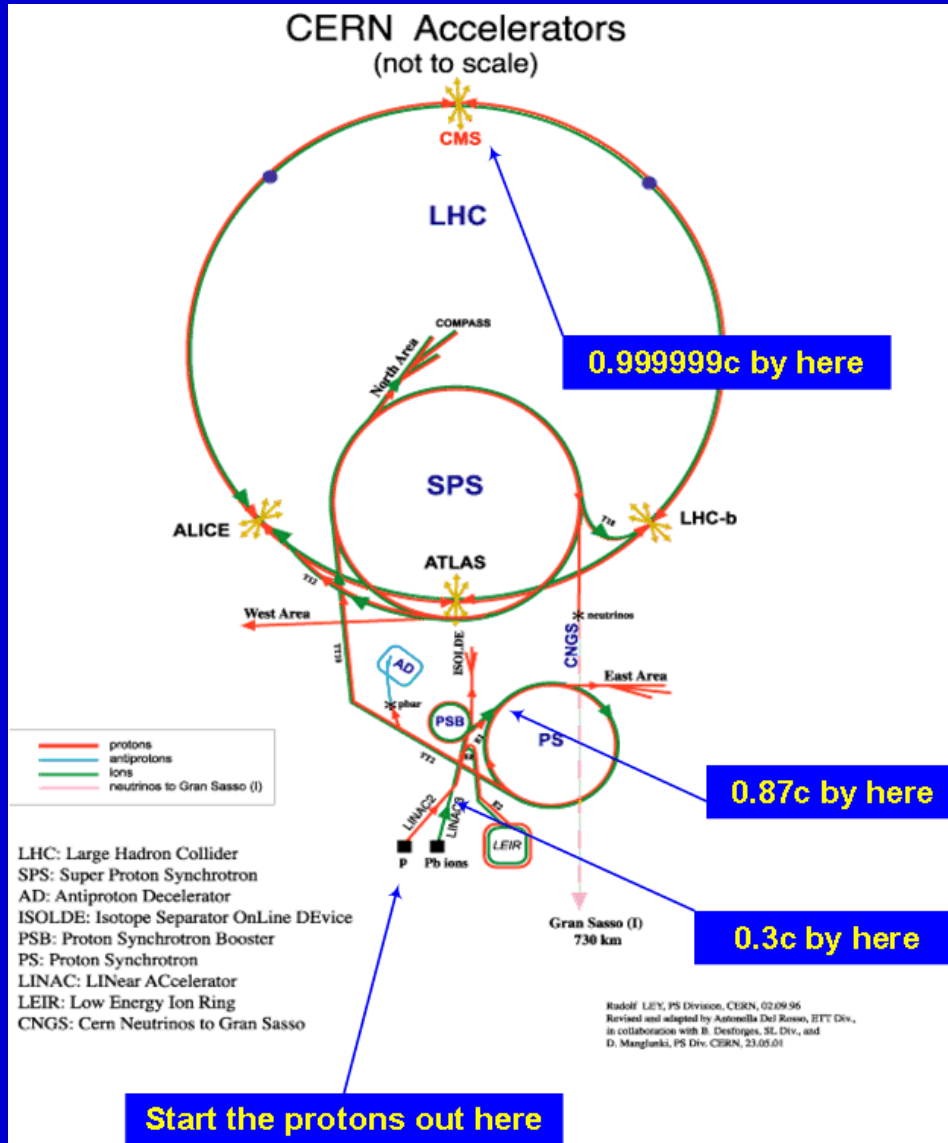 CERN Accelerators
(not to scale)
CMS
LHC
COMPASS
North Area
0.999999c by here
SPS
TI8
ALICE
LHC-b
ATLAS
TI2
West Area
neutrinos
CNGS
ISOLDE
TT10
AD
East Area
pbar
PSB
PS
TT2
protons
antiprotons
ions
neutrinos to Gran Sasso (I)
0.87c by here
LINAC2
LINAC3
E2
LEIR
p
Pb ions
LHC: Large Hadron Collider
SPS: Super Proton Synchrotron
AD: Antiproton Decelerator
ISOLDE: Isotope Separator OnLine DEvice
PSB: Proton Synchrotron Booster
PS: Proton Synchrotron
LINAC: LINear ACcelerator
LEIR: Low Energy Ion Ring
CNGS: Cern Neutrinos to Gran Sasso
Gran Sasso (I)
730 km
0.3c by here
Rudolf LEY, PS Division, CERN, 02.09.96
Revised and adapted by Antonella Del Rosso, ETT Div.,
in collaboration with B. Desforges, SL Div., and
D. Manglunki, PS Div. CERN, 23.05.01
Start the protons out here